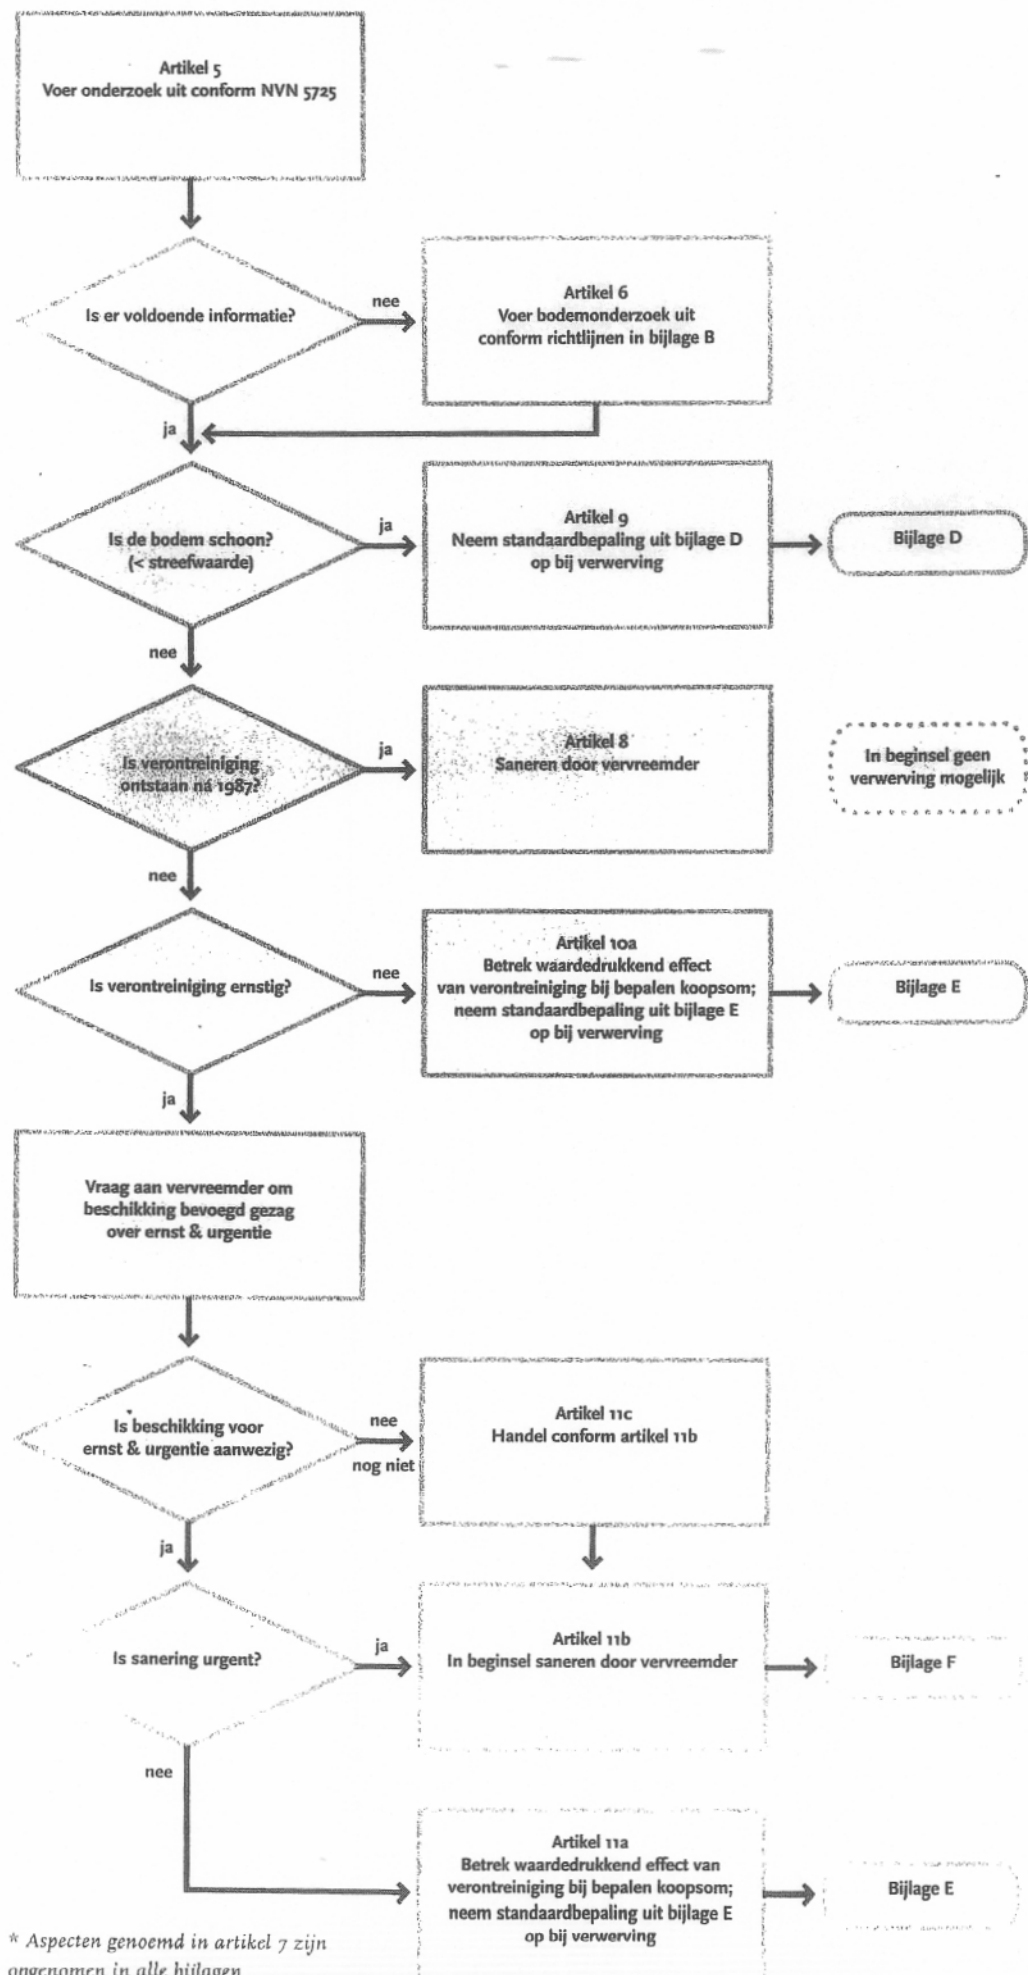 Artikel 5
Voer onderzoek uit conform NVN 5725
Is er voldoende informatie?
nee
Artikel 6
Voer bodemonderzoek uit
conform richtlijnen in bijlage B
ja
Is de bodem schoon?
(< streefwaarde)
ja
Artikel 9
Neem standaardbepaling uit bijlage D
op bij verwerving
Bijlage D
nee
Is verontreiniging
ontstaan ná 1987?
ja
Artikel 8
Saneren door vervreemder
In beginsel geen
verwerving mogelijk
nee
Is verontreiniging ernstig?
nee
Artikel 10a
Betrek waardedrukkend effect
van verontreiniging bij bepalen koopsom;
neem standaardbepaling uit bijlage E
op bij verwerving
Bijlage E
ja
Vraag aan vervreemder om
beschikking bevoegd gezag
over ernst & urgentie
Is beschikking voor
ernst & urgentie aanwezig?
nee
nog niet
Artikel 11c
Handel conform artikel 11b
ja
Is sanering urgent?
ja
Artikel 11b
In beginsel saneren door vervreemder
Bijlage F
nee
Artikel 11a
Betrek waardedrukkend effect van
verontreiniging bij bepalen koopsom;
neem standaardbepaling uit bijlage E
op bij verwerving
Bijlage E
* Aspecten genoemd in artikel 7 zijn
opgenomen in alle bijlagen